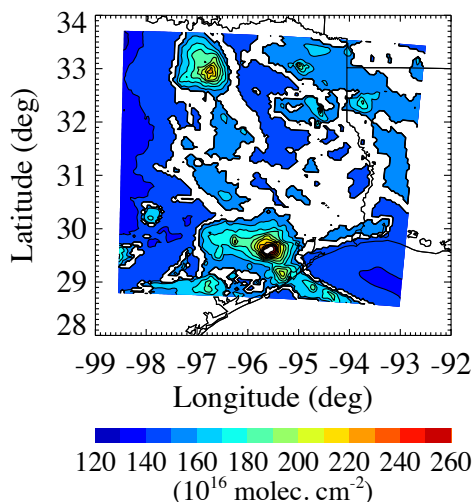 34
33
32
31
30
29
28
Latitude (deg)
-99 -98 -97 -96 -95 -94 -93 -92
Longitude (deg)
120 140 160 180 200 220 240 260
(10¹⁶ molec. cm⁻²)